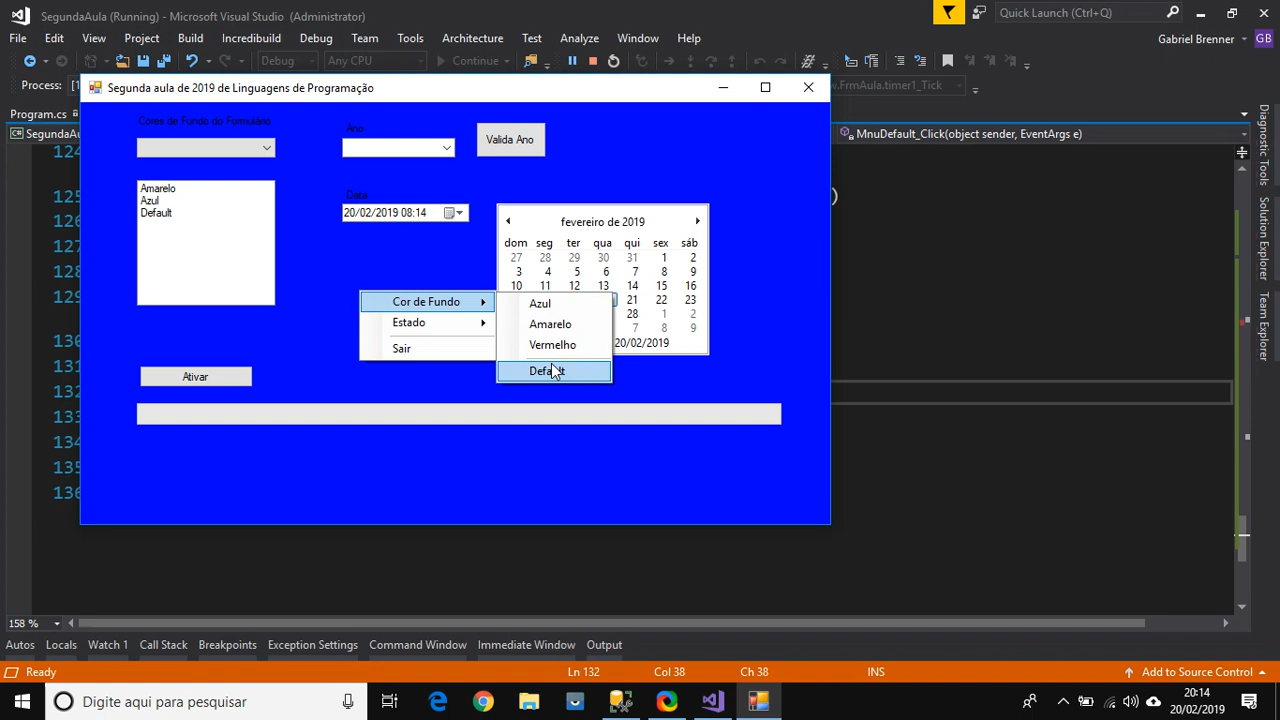 SegundaAula (Running) - Microsoft Visual Studio (Administrator)
Quick Launch (Ctrl+Q)
File Edit View Project Build Incredibuild Debug Team Tools Architecture Test Analyze Window Help
Gabriel Brenner GB
Debug Any CPU Continue
Process: [1
w.FrmAula.timer1_Tick
Program.cs
SegundaAu
MnuDefault_Click(object sender, EventArgs e)
Segunda aula de 2019 de Linguagens de Programação
Cores de Fundo do Formulário
Ano
Valida Ano
Amarelo
Azul
Default
Data
20/02/2019 08:14
fevereiro de 2019
dom seg ter qua qui sex sáb
27 28 29 30 31 1 2
3 4 5 6 7 8 9
10 11 12 13 14 15 16
21 22 23
28 1 2
7 8 9
20/02/2019
Cor de Fundo
Estado
Sair
Azul
Amarelo
Vermelho
Default
Ativar
124
125
126
127
128
129
130
131
132
133
134
135
136
)
158 %
Autos Locals Watch 1 Call Stack Breakpoints Exception Settings Command Window Immediate Window Output
Ready Ln 132 Col 38 Ch 38 INS Add to Source Control
Digite aqui para pesquisar
20:14
20/02/2019
Diagnostic Tools
Solution Explorer
Team Explorer